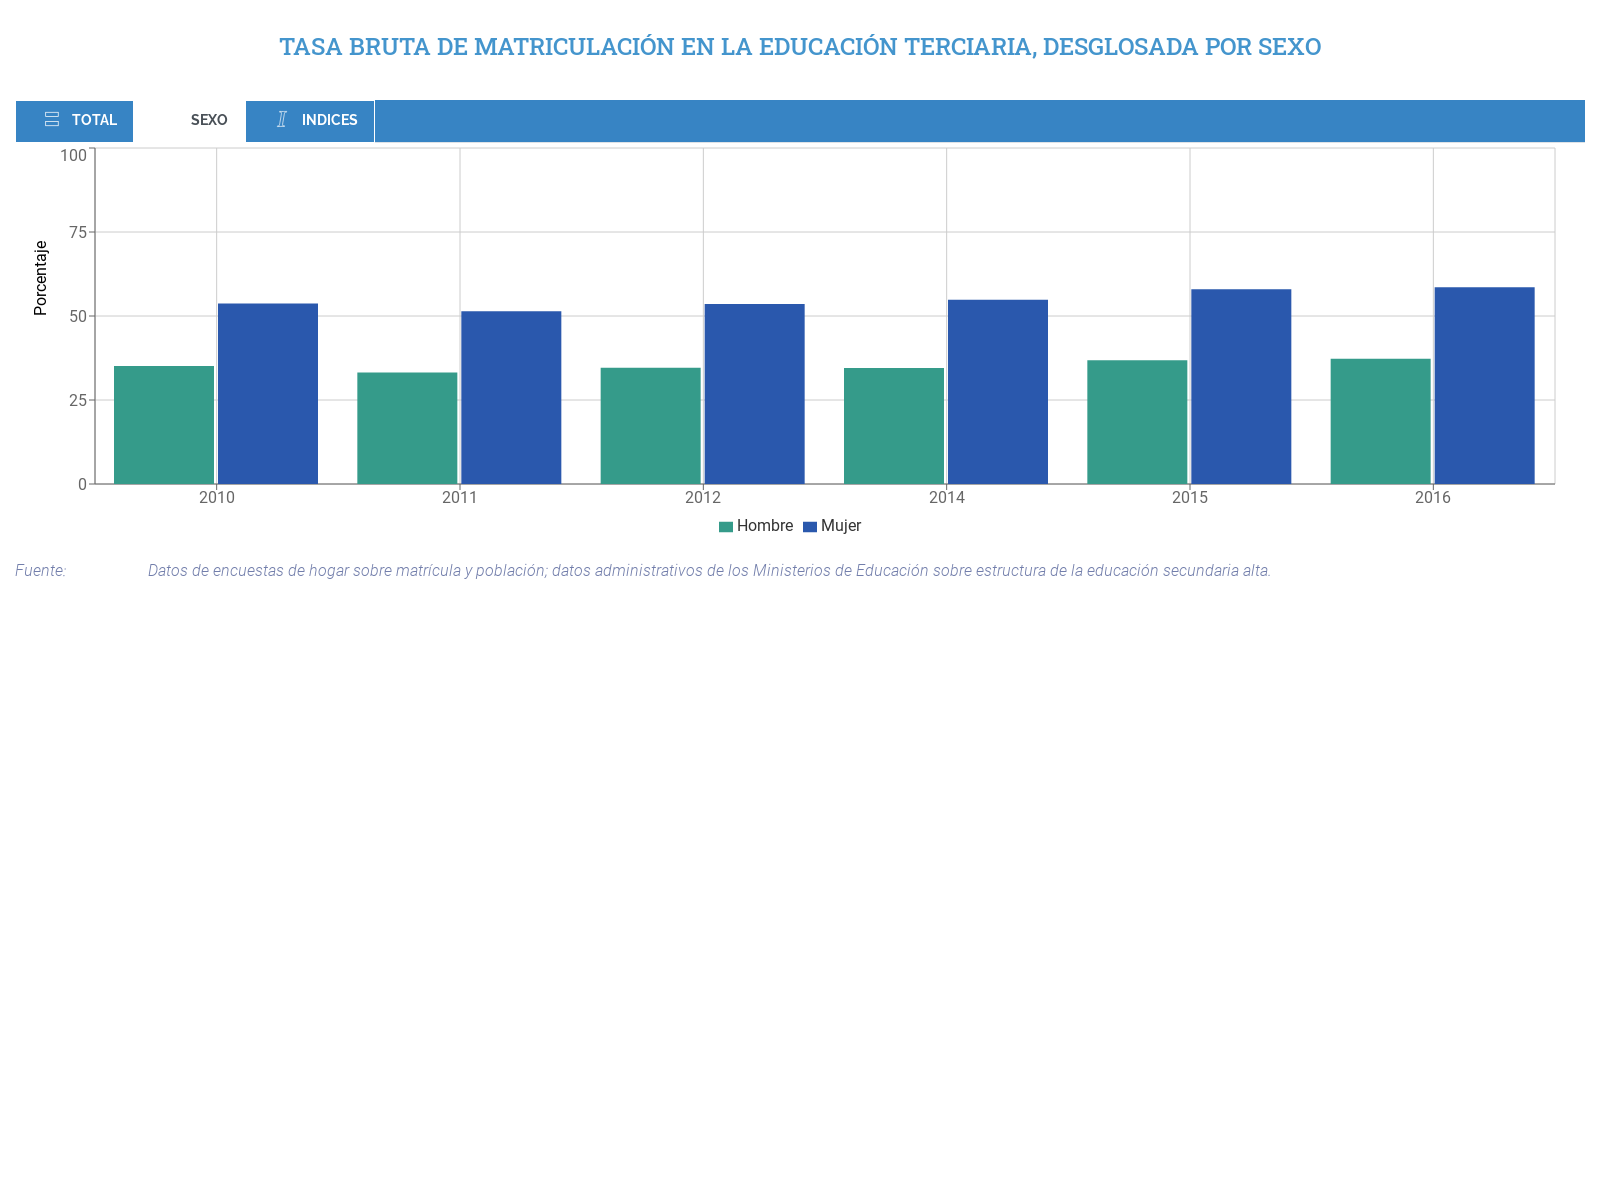 TASA BRUTA DE MATRICULACIÓN EN LA EDUCACIÓN TERCIARIA, DESGLOSADA POR SEXO
TOTAL SEXO INDICES
100
75
50
25
0
Porcentaje
2010 2011 2012 2014 2015 2016
Hombre Mujer
Fuente: Datos de encuestas de hogar sobre matrícula y población; datos administrativos de los Ministerios de Educación sobre estructura de la educación secundaria alta.